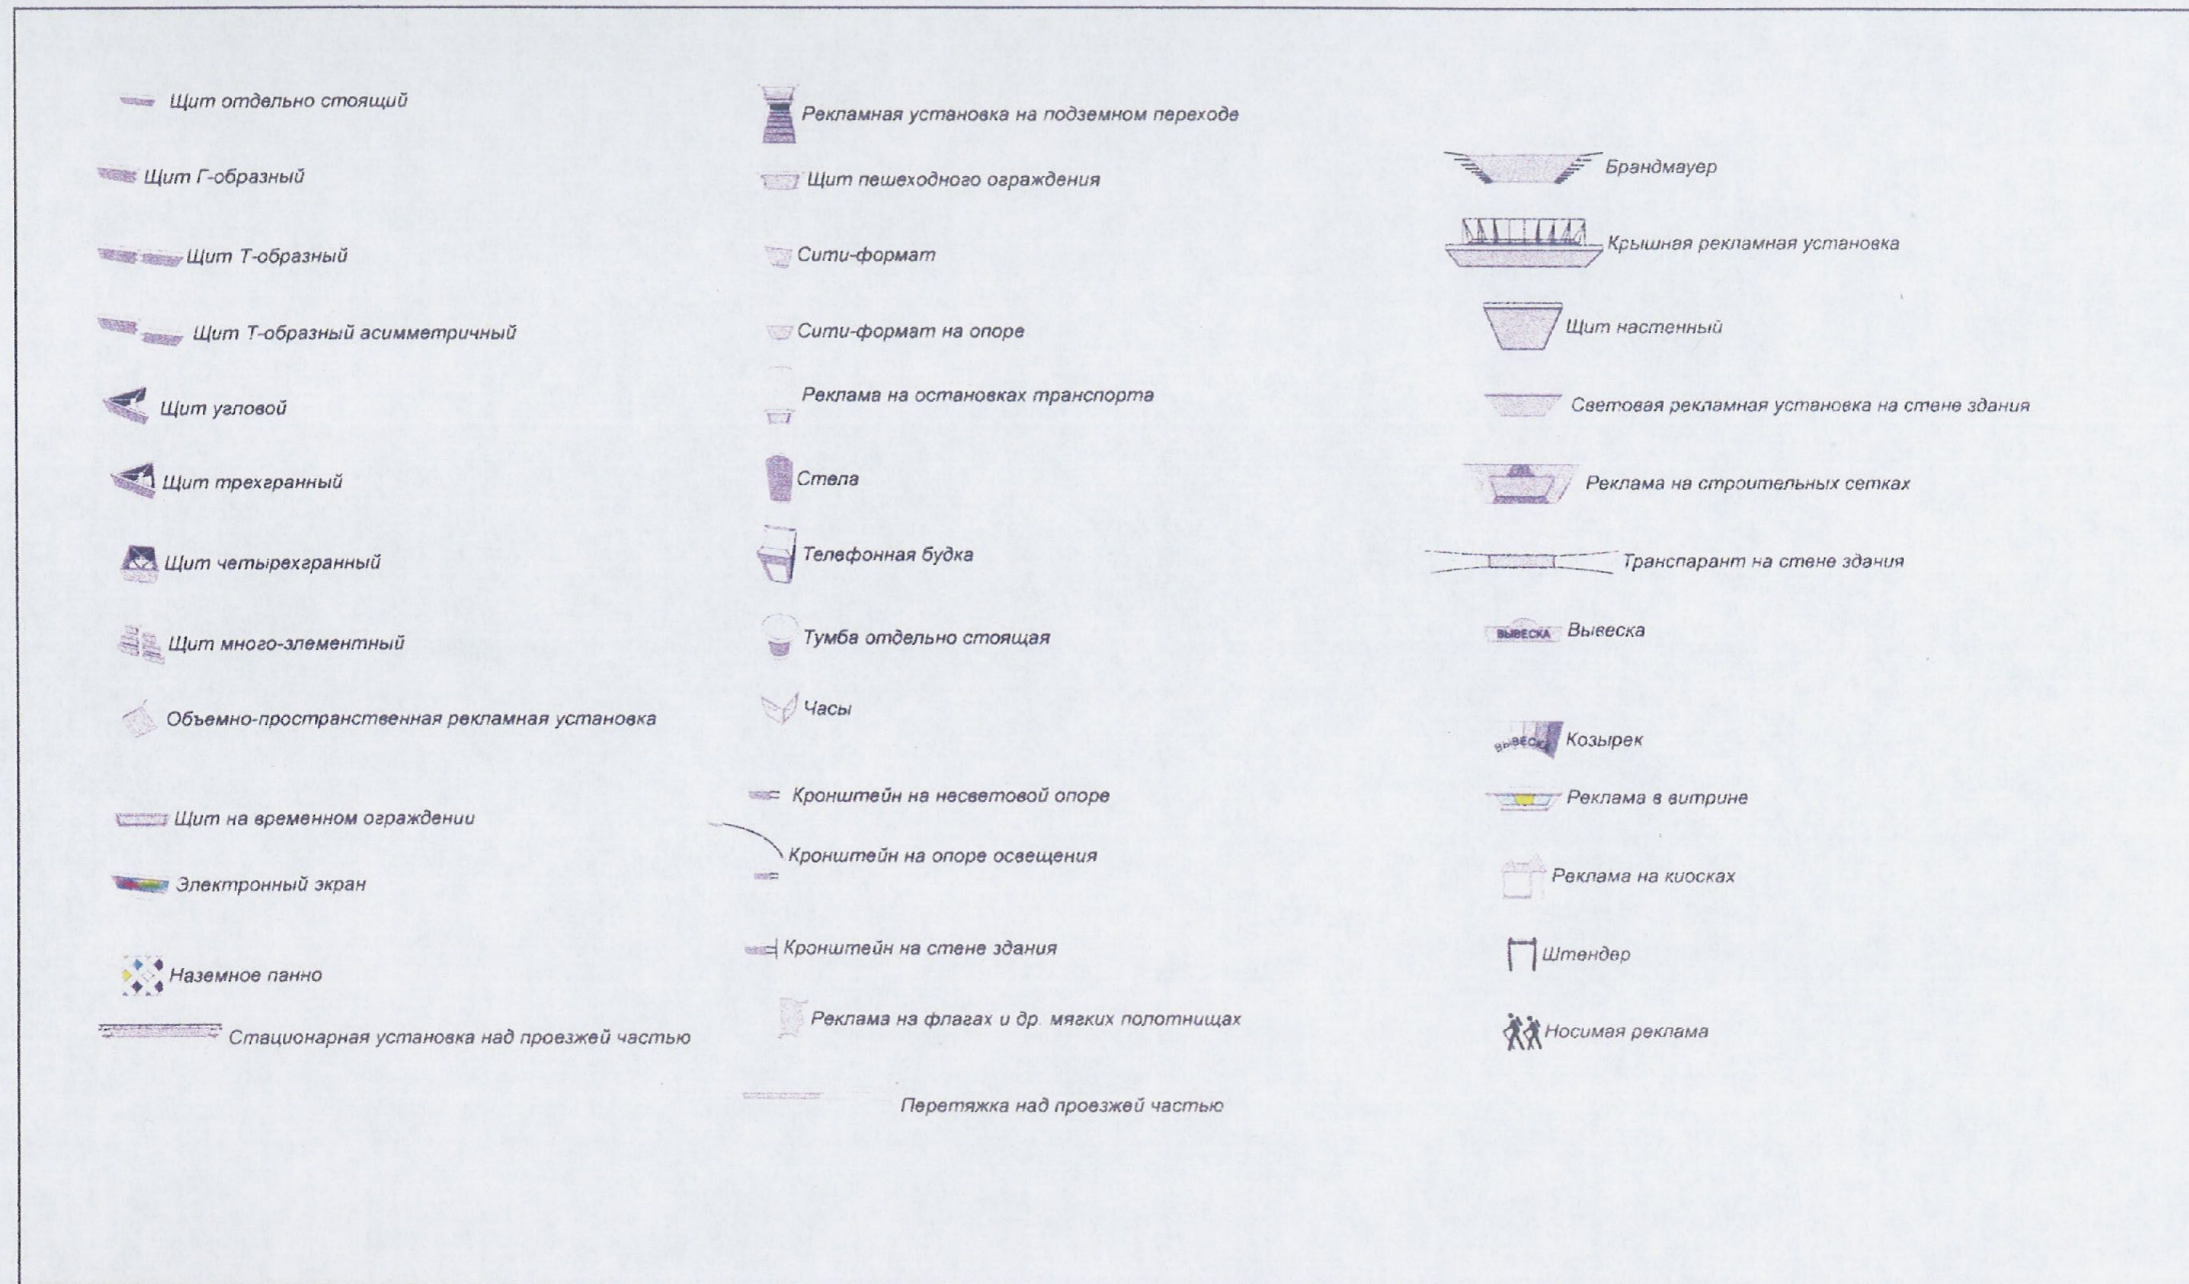 Щит отдельно стоящий
Щит Г-образный
Щит Т-образный
Щит Т-образный асимметричный
Щит угловой
Щит трехгранный
Щит четырехгранный
Щит много-элементный
Объемно-пространственная рекламная установка
Щит на временном ограждении
Электронный экран
Наземное панно
Стационарная установка над проезжей частью
Рекламная установка на подземном переходе
Щит пешеходного ограждения
Сити-формат
Сити-формат на опоре
Реклама на остановках транспорта
Стела
Телефонная будка
Тумба отдельно стоящая
Часы
Кронштейн на несветовой опоре
Кронштейн на опоре освещения
Кронштейн на стене здания
Реклама на флагах и др. мягких полотнищах
Перетяжка над проезжей частью
Брандмауер
Крышная рекламная установка
Щит настенный
Световая рекламная установка на стене здания
Реклама на строительных сетках
Транспарант на стене здания
ВЫВЕСКА Вывеска
ВЫВЕСКА Козырек
Реклама в витрине
Реклама на киосках
Штендер
Носимая реклама